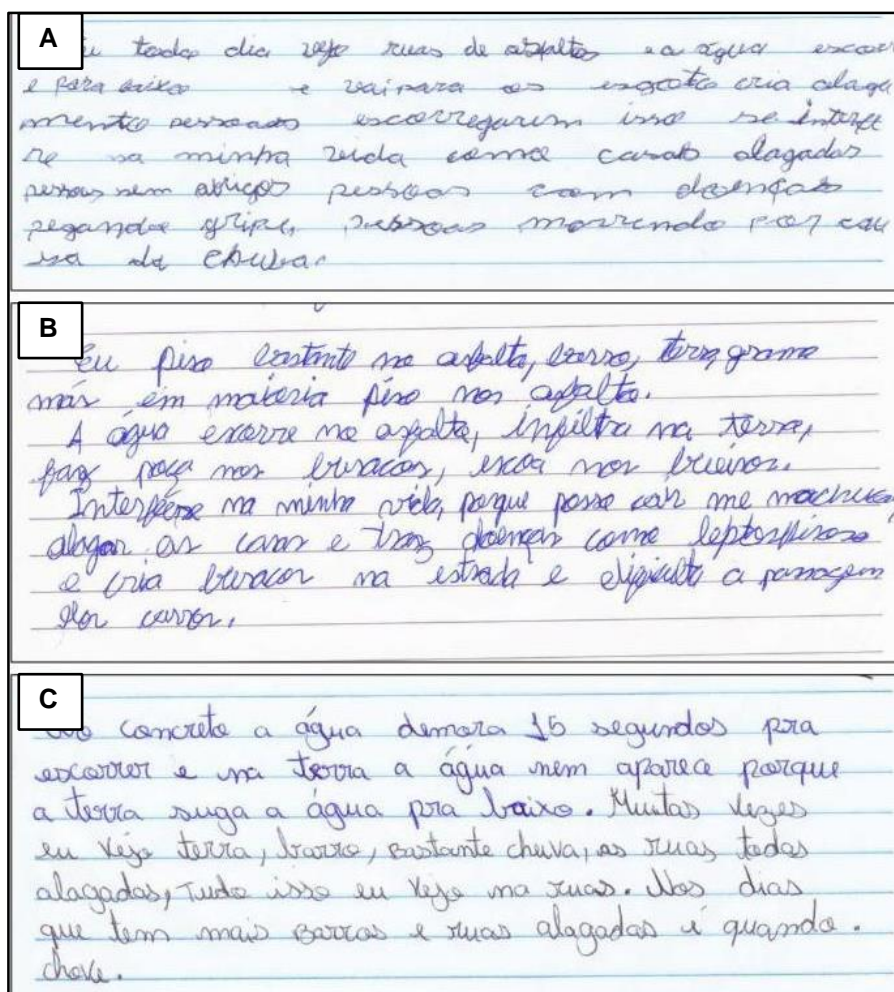 A
Eu todo dia vejo ruas de asfaltos e a água escorr
e para baixo e vai para os esgoto cria alaga
mento pessoas escorregarem isso se interfe
re na minha vida como casas alagadas
pessoas sem abrigos pessoas com doenças
pegando gripe, pessoas morrendo por cau
sa da chuva.
B
Eu piso bastante no asfalto, barro, terra, grama
más em materia piso nos asfalto.
A água escorre no asfalto, infiltra na terra,
faz poça nos buracos, escoa nos bueiros.
Interfére na minha vida, porque posso cair me machucar,
alagar as casas e traz doenças como leptospirose
e cria buracos na estrada e dificulta a passagem
dos carros.
C
No concreto a água demora 15 segundos pra
escorrer e na terra a água nem aparece porque
a terra suga a água pra baixo. Muitas vezes
eu vejo terra, barro, Bastante chuva, as ruas todas
alagadas, Tudo isso eu vejo na ruas. Nos dias
que tem mais Barros e ruas alagadas é quando.
chove.